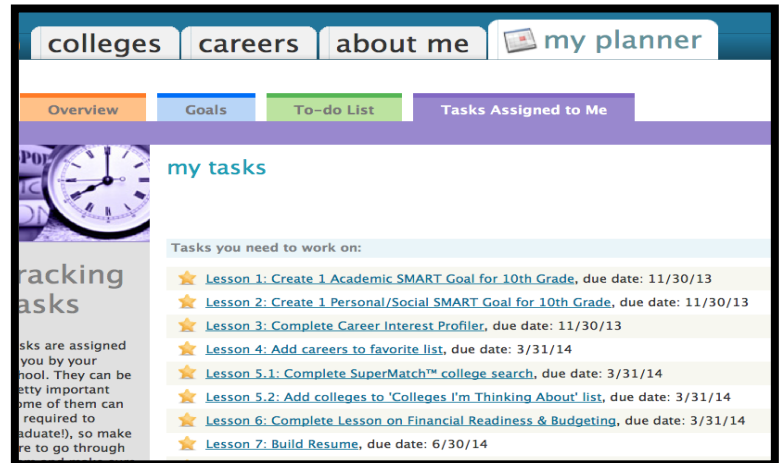 colleges careers about me my planner
Overview Goals To-do List Tasks Assigned to Me
my tasks
Tasks you need to work on:
Lesson 1: Create 1 Academic SMART Goal for 10th Grade, due date: 11/30/13
Lesson 2: Create 1 Personal/Social SMART Goal for 10th Grade, due date: 11/30/13
Lesson 3: Complete Career Interest Profiler, due date: 11/30/13
Lesson 4: Add careers to favorite list, due date: 3/31/14
Lesson 5.1: Complete SuperMatch™ college search, due date: 3/31/14
Lesson 5.2: Add colleges to 'Colleges I'm Thinking About' list, due date: 3/31/14
Lesson 6: Complete Lesson on Financial Readiness & Budgeting, due date: 3/31/14
Lesson 7: Build Resume, due date: 6/30/14
racking
asks
sks are assigned
you by your
hool. They can be
etty important
ome of them can
required to
aduate!), so make
re to go through